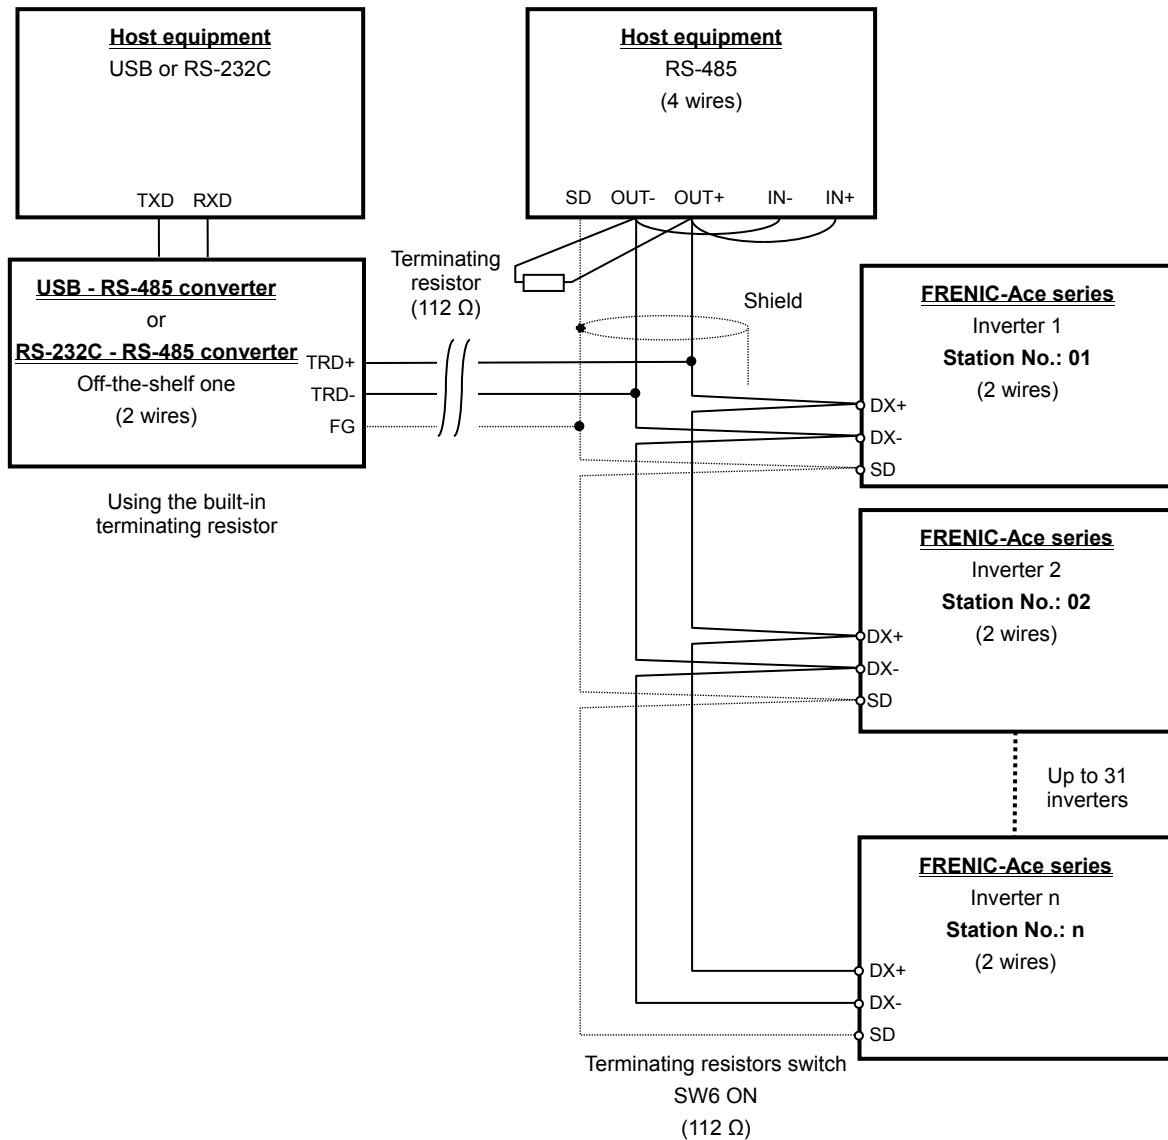 Host equipment
USB or RS-232C
TXD RXD
Host equipment
RS-485
(4 wires)
SD OUT- OUT+ IN- IN+
USB - RS-485 converter
or
RS-232C - RS-485 converter
Off-the-shelf one
(2 wires)
TRD+
TRD-
FG
Using the built-in
terminating resistor
Terminating
resistor
(112 Ω)
Shield
FRENIC-Ace series
Inverter 1
Station No.: 01
(2 wires)
DX+
DX-
SD
FRENIC-Ace series
Inverter 2
Station No.: 02
(2 wires)
DX+
DX-
SD
Up to 31
inverters
FRENIC-Ace series
Inverter n
Station No.: n
(2 wires)
DX+
DX-
SD
Terminating resistors switch
SW6 ON
(112 Ω)